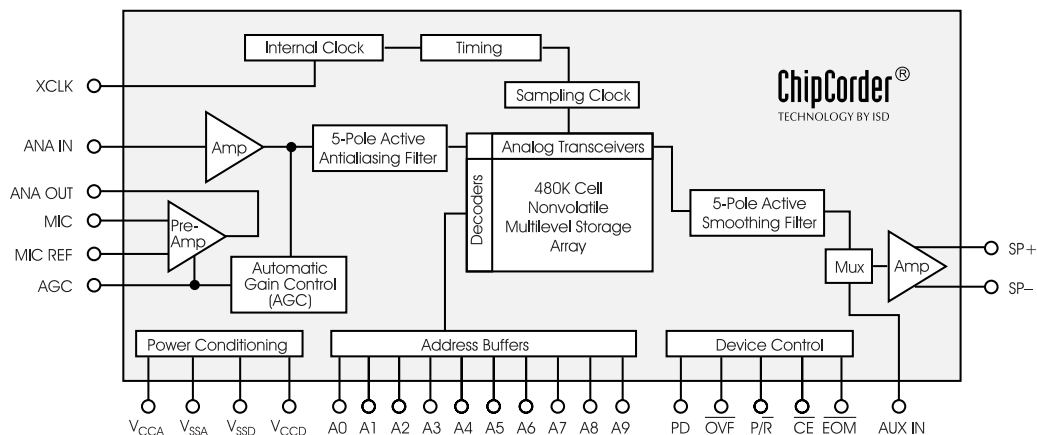 Internal Clock
Timing
XCLK
Sampling Clock
ChipCorder®
TECHNOLOGY BY ISD
ANA IN
Amp
5-Pole Active
Antialiasing Filter
Decoders
Analog Transceivers
480K Cell
Nonvolatile
Multilevel Storage
Array
ANA OUT
MIC
Pre-
Amp
MIC REF
AGC
Automatic
Gain Control
(AGC)
5-Pole Active
Smoothing Filter
Mux
Amp
SP+
SP–
Power Conditioning
Address Buffers
Device Control
VCCA VSSA VSSD VCCD A0 A1 A2 A3 A4 A5 A6 A7 A8 A9 PD OVF P/R CE EOM AUX IN